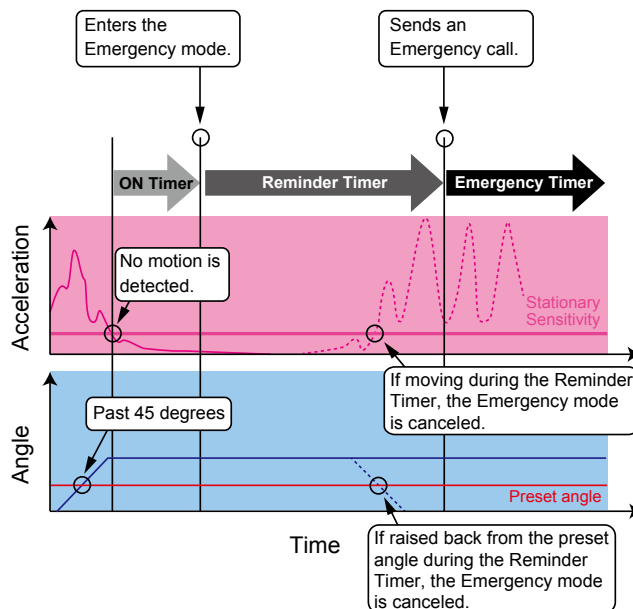 Enters the
Emergency mode.
Sends an
Emergency call.
ON Timer
Reminder Timer
Emergency Timer
Acceleration
No motion is
detected.
Stationary
Sensitivity
If moving during the Reminder
Timer, the Emergency mode
is canceled.
Angle
Past 45 degrees
Preset angle
Time
If raised back from the preset
angle during the Reminder
Timer, the Emergency mode
is canceled.